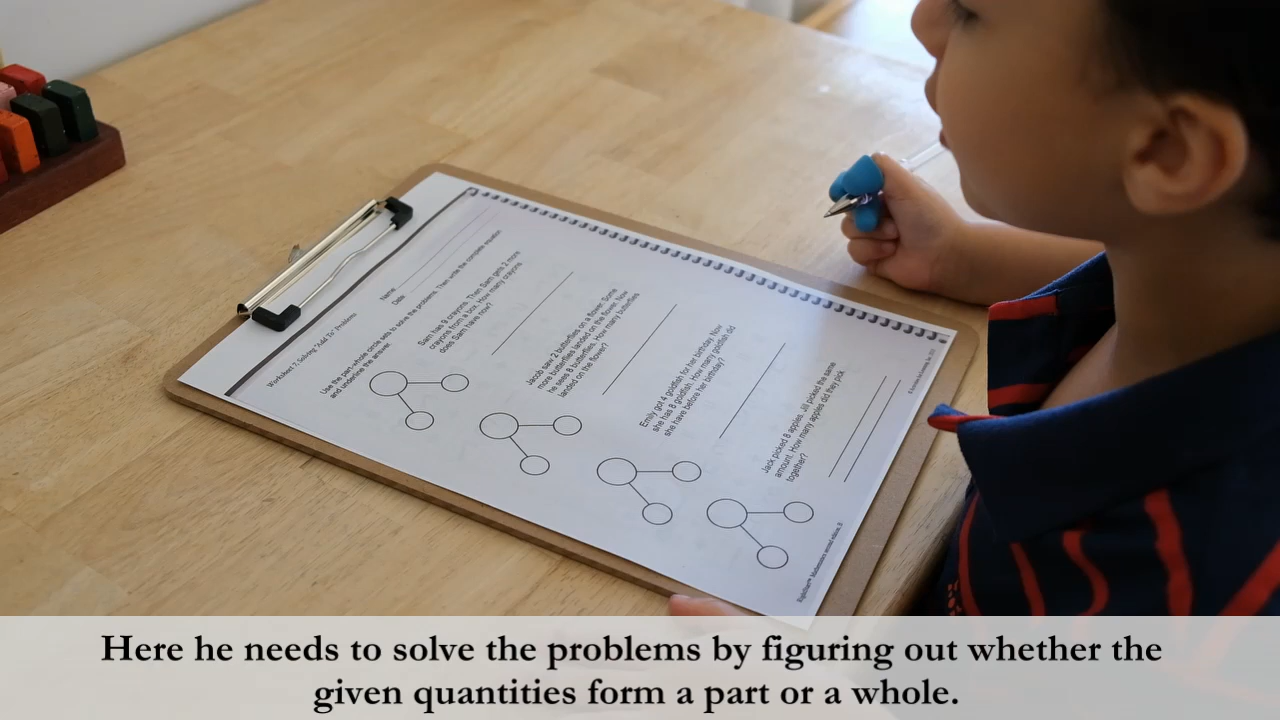 Name
Date
Worksheet 7, Solving "Add To" Problems
Use the part-whole circle sets to solve the problems. Then write the complete equation
and underline the answer.
Sam has 9 crayons. Then Sam gets 2 more
crayons from a box. How many crayons
does Sam have now?
Jacob saw 2 butterflies on a flower. Some
more butterflies landed on the flower. Now
he sees 8 butterflies. How many butterflies
landed on the flower?
Emily got 4 goldfish for her birthday. Now
she has 8 goldfish. How many goldfish did
she have before her birthday?
Jack picked 8 apples. Jill picked the same
amount. How many apples did they pick
together?
Here he needs to solve the problems by figuring out whether the
given quantities form a part or a whole.